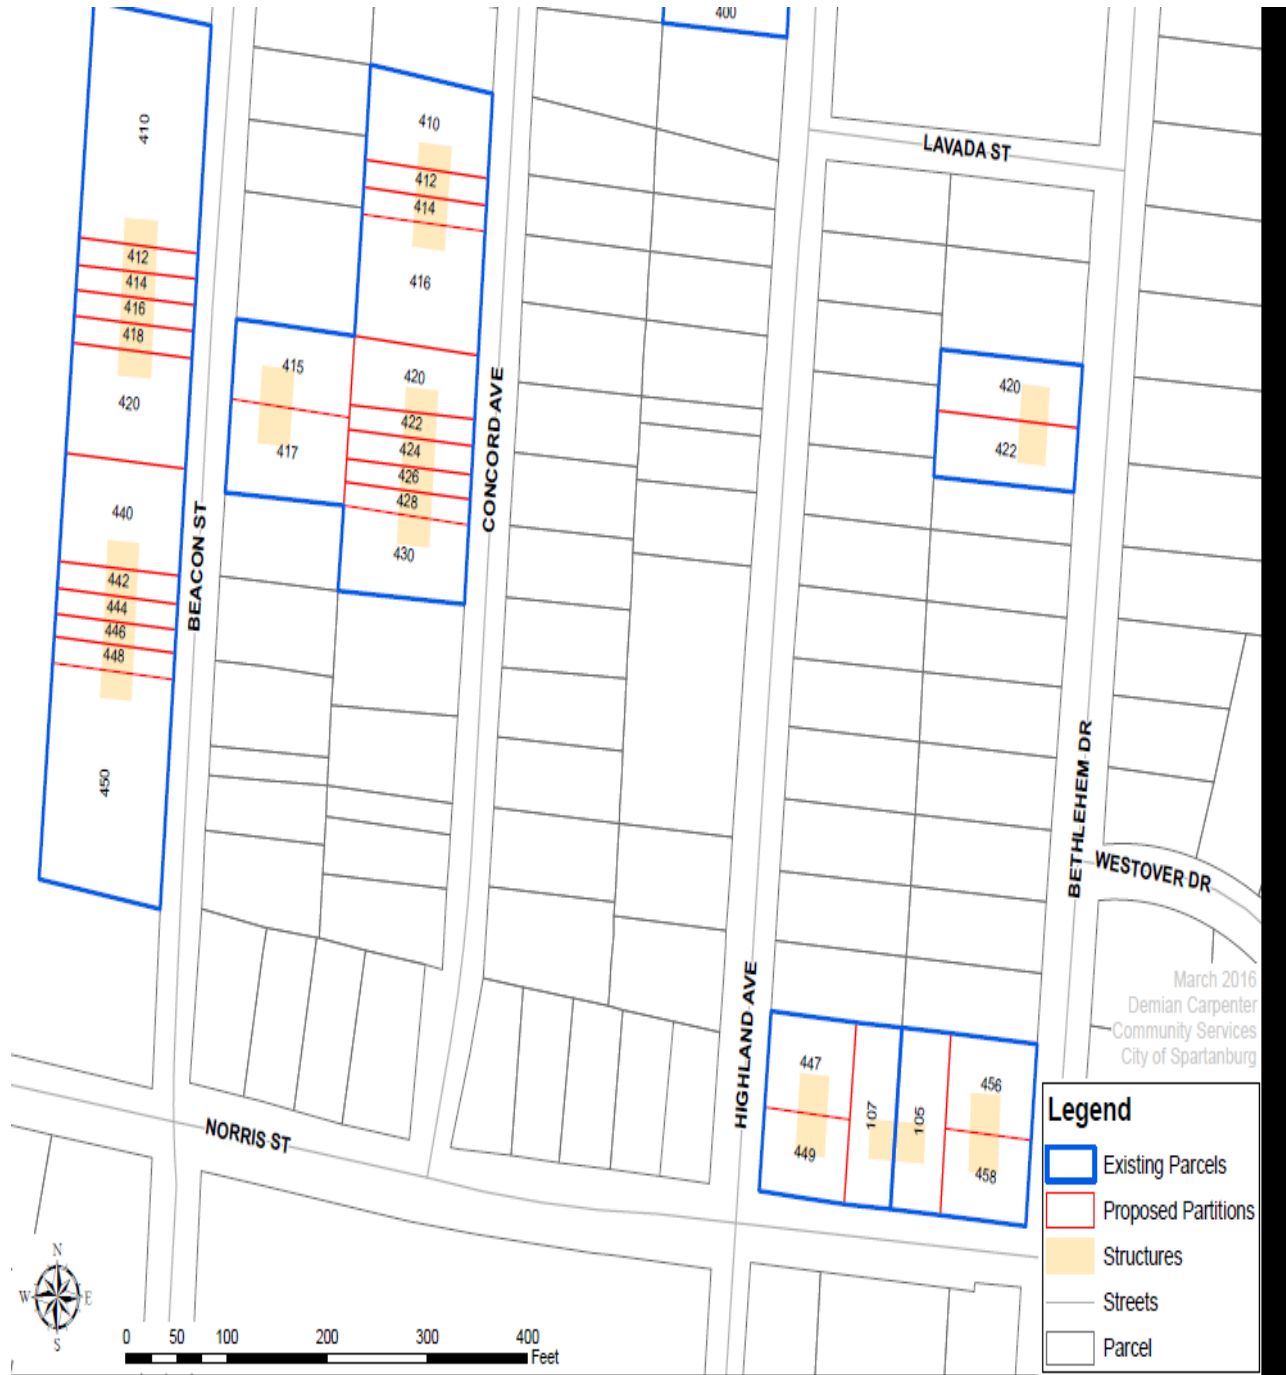 400
410
410
LAVADA ST
412
414
412
414
416
418
416
415
420
420
420
422
417
424
426
428
430
422
440
442
444
446
448
450
BEACON ST
CONCORD AVE
HIGHLAND AVE
BETHLEHEM DR
WESTOVER DR
March 2016
Demian Carpenter
Community Services
City of Spartanburg
447
449
107
105
456
458
NORRIS ST
Legend
Existing Parcels
Proposed Partitions
Structures
Streets
Parcel
N
W E
S
0 50 100 200 300 400
Feet